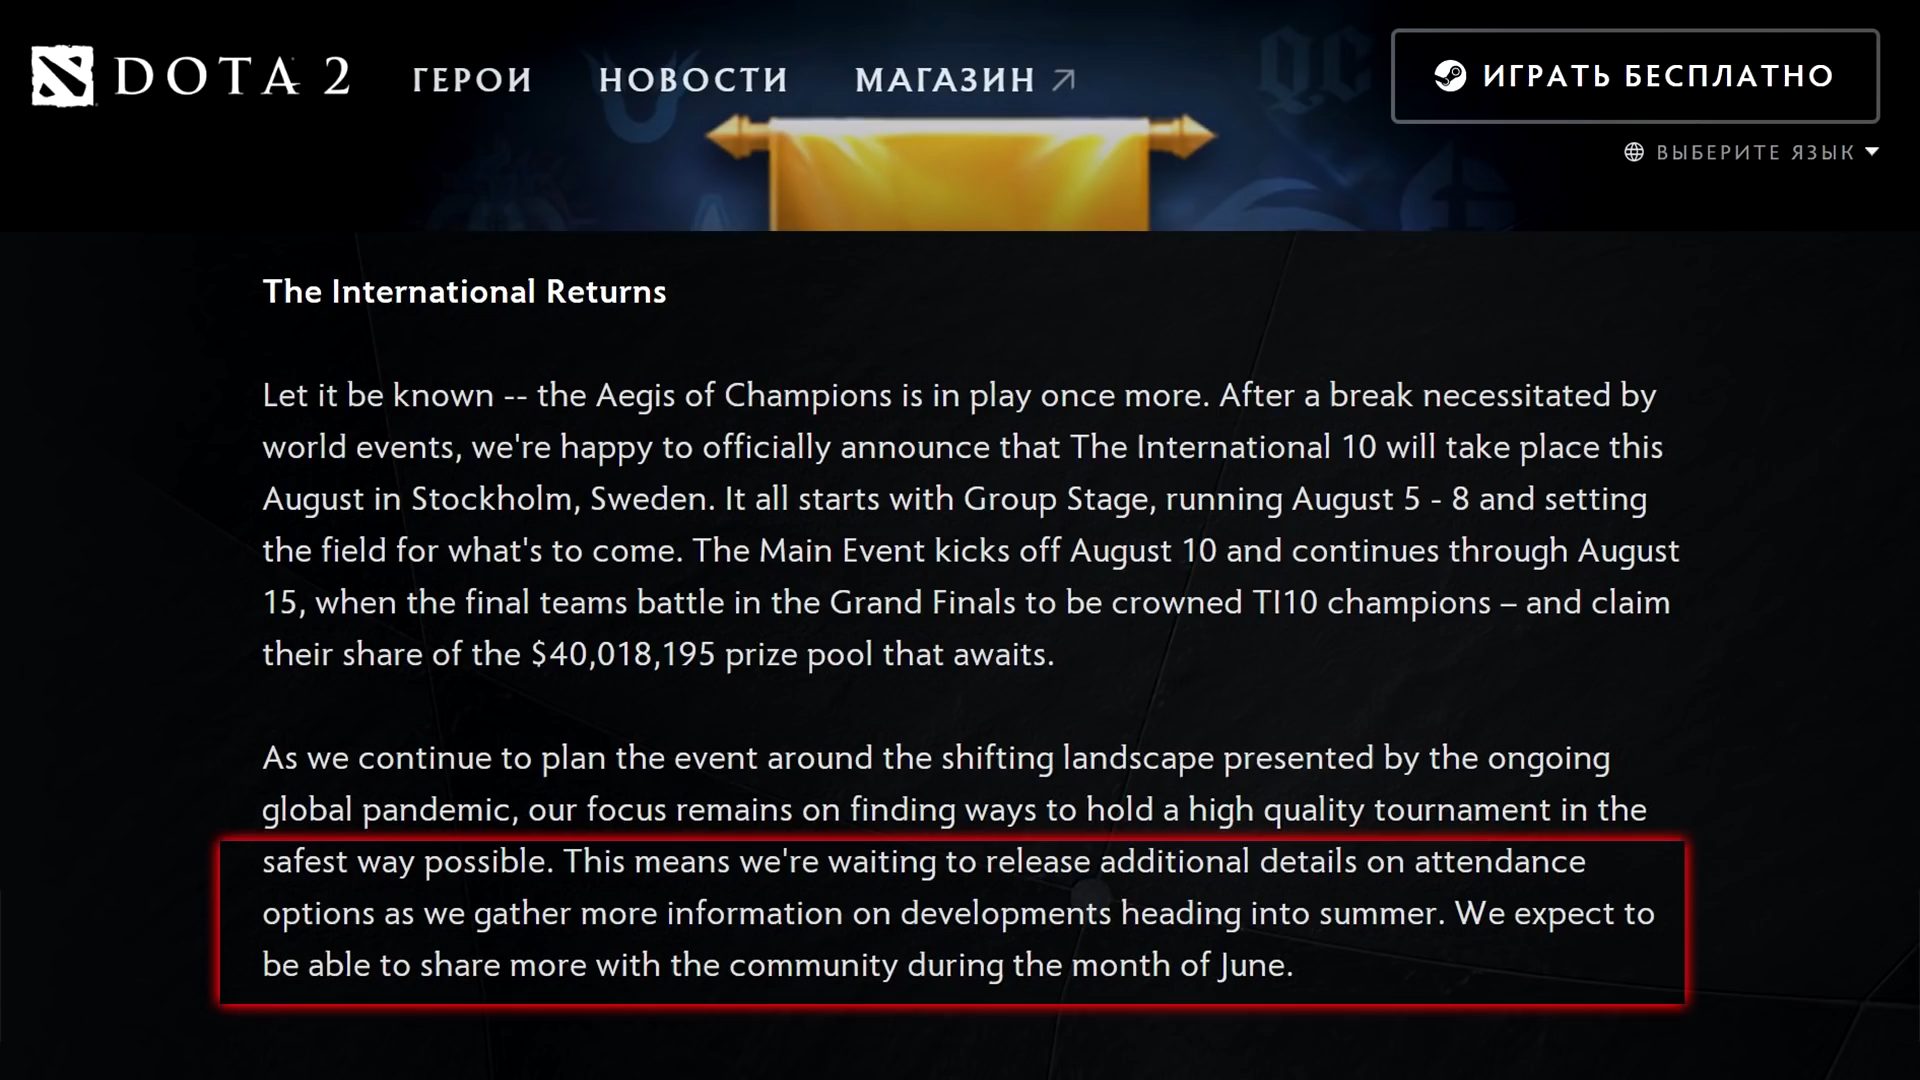 DOTA 2 ГЕРОИ НОВОСТИ МАГАЗИН ИГРАТЬ БЕСПЛАТНО
ВЫБЕРИТЕ ЯЗЫК
QC
The International Returns
Let it be known -- the Aegis of Champions is in play once more. After a break necessitated by
world events, we're happy to officially announce that The International 10 will take place this
August in Stockholm, Sweden. It all starts with Group Stage, running August 5 - 8 and setting
the field for what's to come. The Main Event kicks off August 10 and continues through August
15, when the final teams battle in the Grand Finals to be crowned TI10 champions – and claim
their share of the $40,018,195 prize pool that awaits.
As we continue to plan the event around the shifting landscape presented by the ongoing
global pandemic, our focus remains on finding ways to hold a high quality tournament in the
safest way possible. This means we're waiting to release additional details on attendance
options as we gather more information on developments heading into summer. We expect to
be able to share more with the community during the month of June.